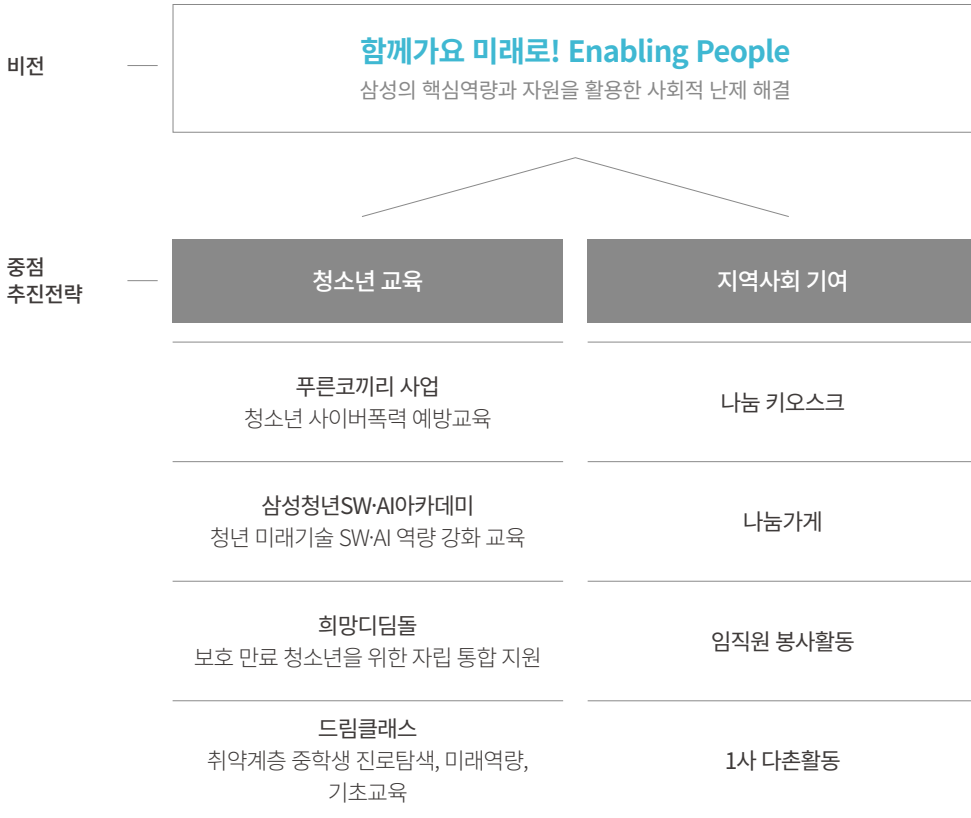 비전
함께가요 미래로! Enabling People
삼성의 핵심역량과 자원을 활용한 사회적 난제 해결
중점
추진전략
청소년 교육
지역사회 기여
푸른코끼리 사업
청소년 사이버폭력 예방교육
나눔 키오스크
삼성청년SW·AI아카데미
청년 미래기술 SW·AI 역량 강화 교육
나눔가게
희망디딤돌
보호 만료 청소년을 위한 자립 통합 지원
임직원 봉사활동
드림클래스
취약계층 중학생 진로탐색, 미래역량,
기초교육
1사 다촌활동